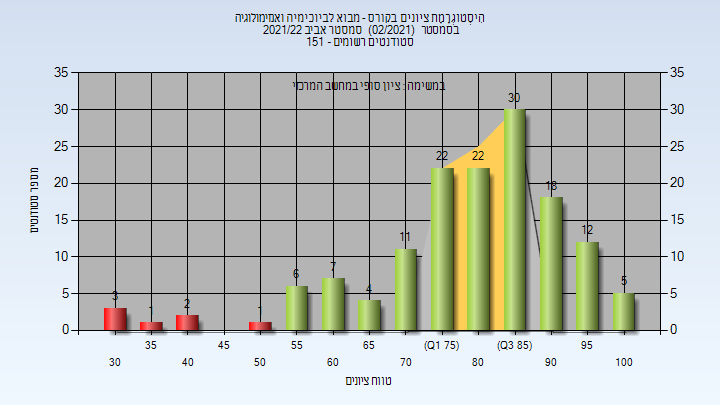 היסטוגרמת ציונים בקורס - מבוא לביוכימיה ואנזימולוגיה
בסמסטר (02/2021) סמסטר אביב 2021/22
סטודנטים רשומים - 151
במשימה : ציון סופי במחשב המרכזי
35 35
30 30
25 25
20 20
15 15
10 10
5 5
0 0
מספר סטודנטים
3 1 2 1 6 7 4 11 22 22 30 18 12 5
35 45 55 65 (Q1 75) (Q3 85) 95
30 40 50 60 70 80 90 100
טווח ציונים